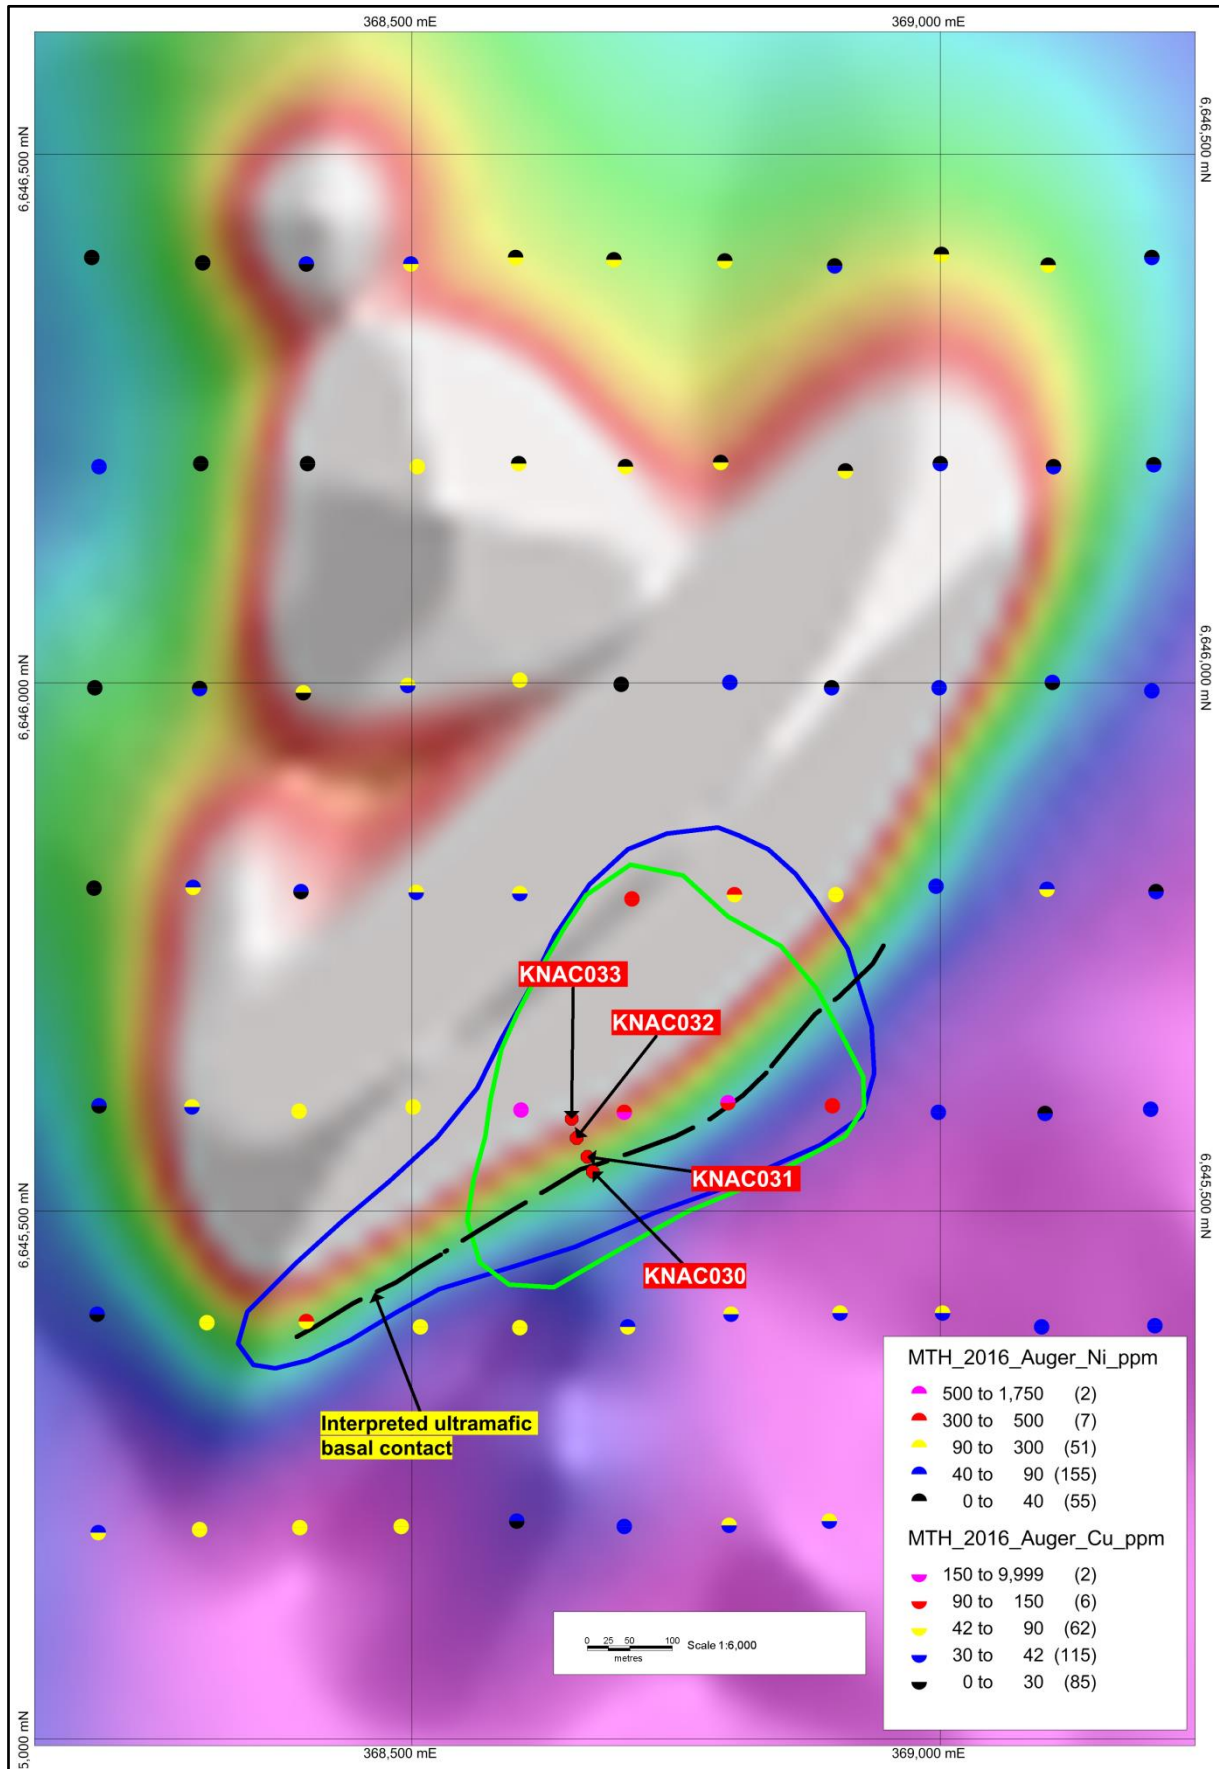 368,500 mE
369,000 mE
6,646,500 mN
6,646,500 mN
6,646,000 mN
6,646,000 mN
KNAC033
KNAC032
KNAC031
6,645,500 mN
6,645,500 mN
KNAC030
Interpreted ultramafic
basal contact
MTH_2016_Auger_Ni_ppm
500 to 1,750 (2)
300 to 500 (7)
90 to 300 (51)
40 to 90 (155)
0 to 40 (55)
MTH_2016_Auger_Cu_ppm
150 to 9,999 (2)
90 to 150 (6)
42 to 90 (62)
30 to 42 (115)
0 to 30 (85)
0 25 50 100
metres
Scale 1:6,000
5,000 mN
368,500 mE
369,000 mE